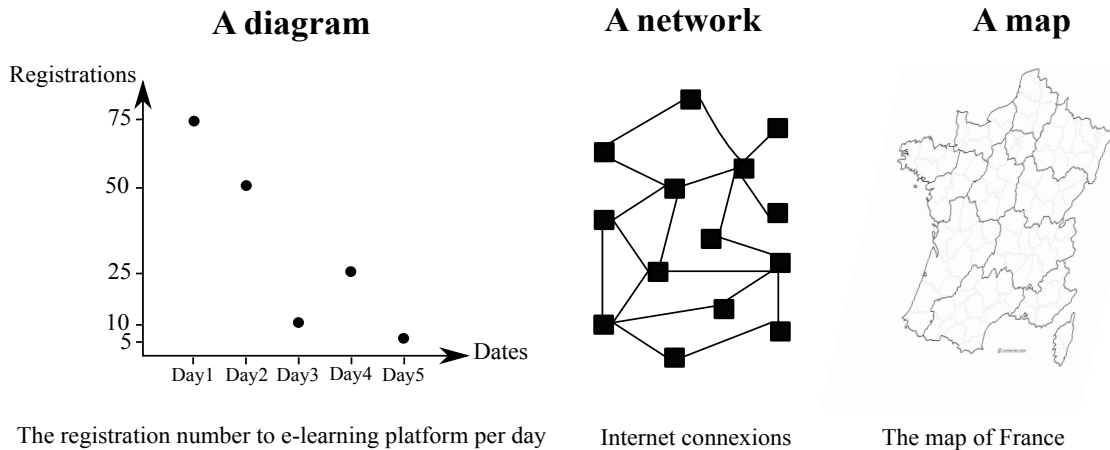 A diagram
A network
A map
Registrations
75
50
25
10
5
Dates
Day1 Day2 Day3 Day4 Day5
The registration number to e-learning platform per day
Internet connexions
The map of France